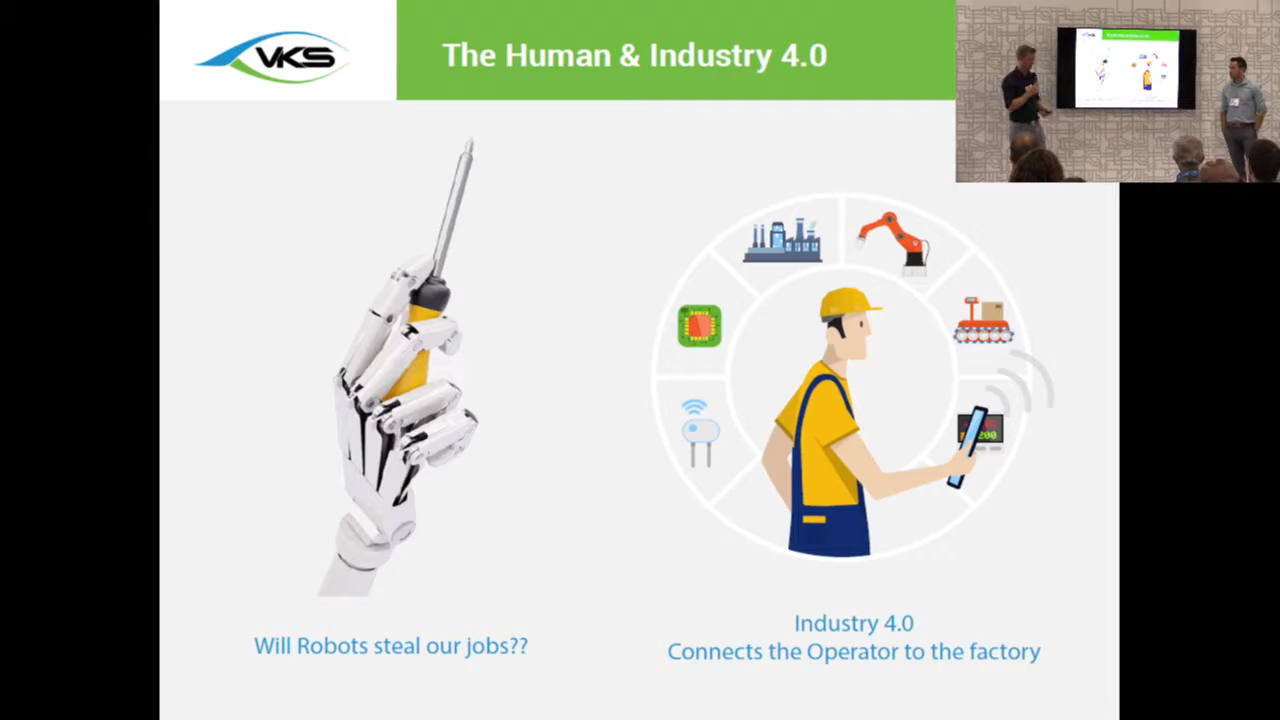 VKS
The Human & Industry 4.0
200
Will Robots steal our jobs??
Industry 4.0
Connects the Operator to the factory